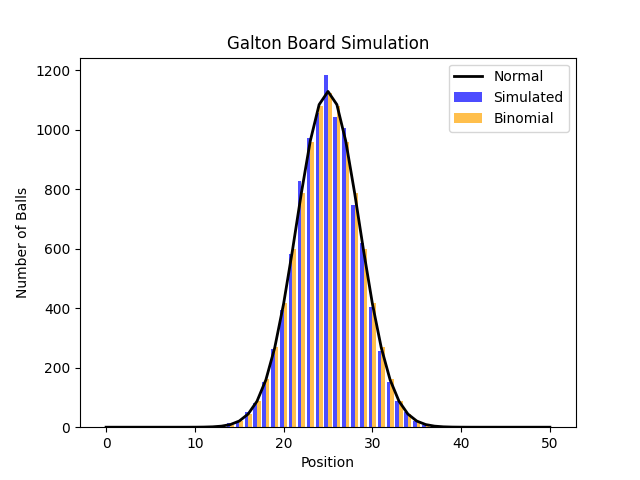 Galton Board Simulation
Normal
Simulated
Binomial
1200
1000
800
600
400
200
0
Number of Balls
0 10 20 30 40 50
Position